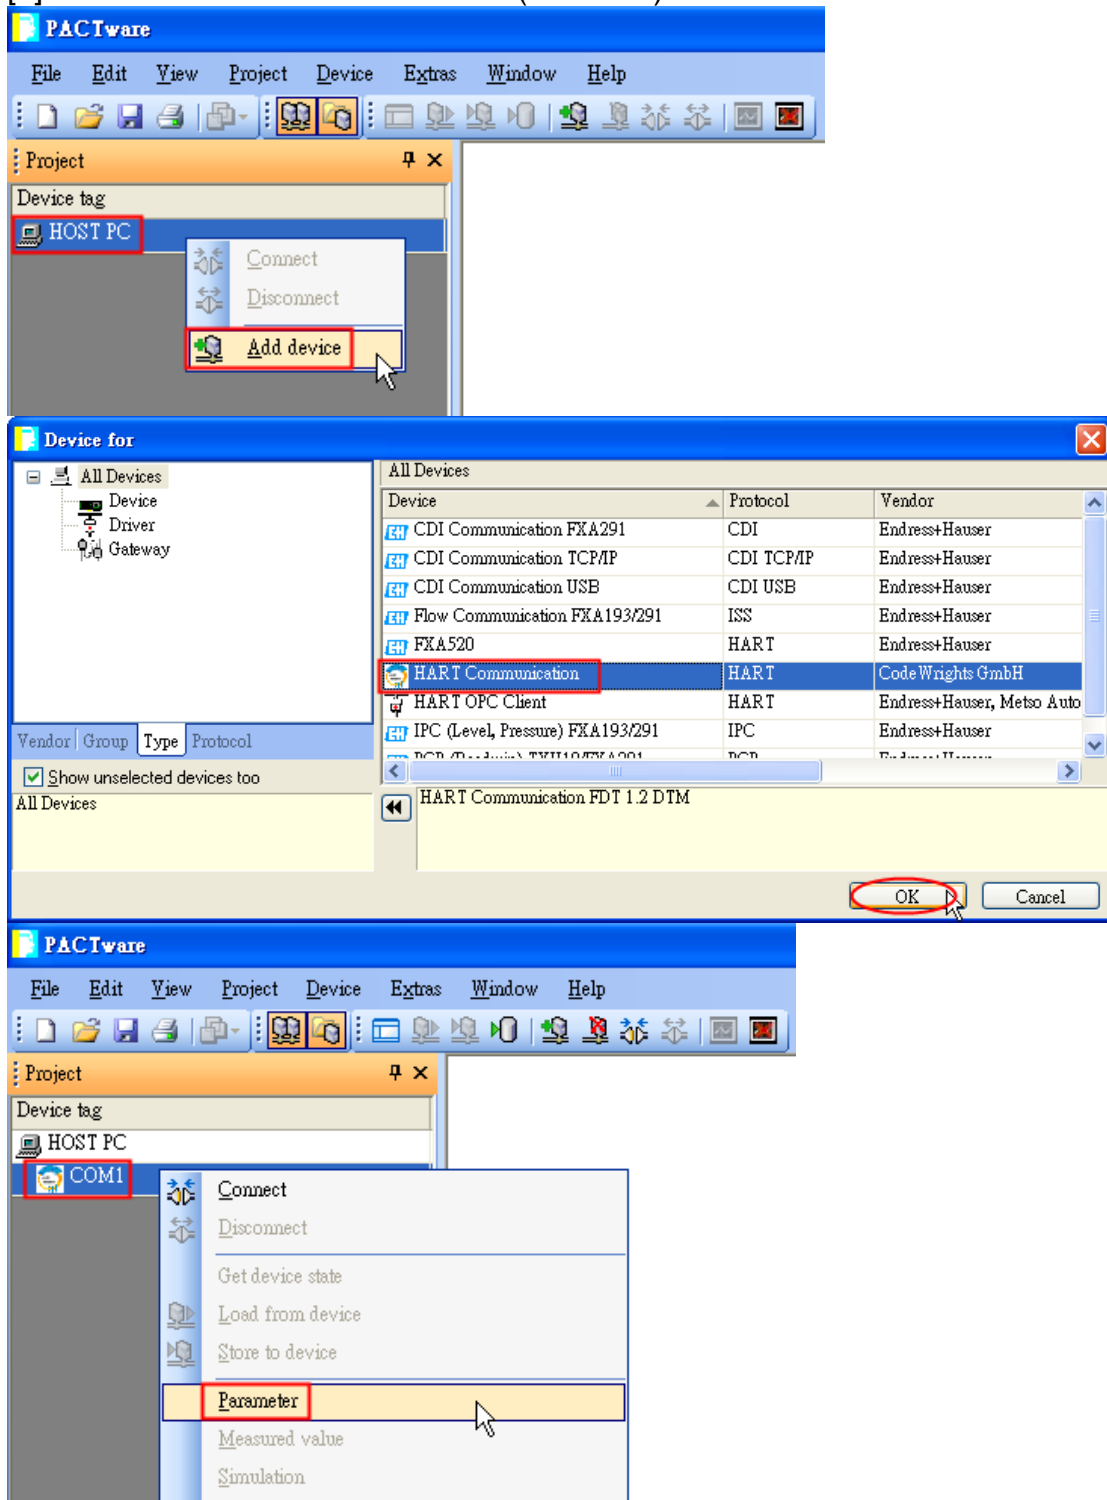 PACTware
File Edit View Project Device Extras Window Help
Project
Device tag
HOST PC
Connect
Disconnect
Add device
Device for
All Devices
Device
Driver
Gateway
Vendor Group Type Protocol
Show unselected devices too
All Devices
All Devices
Device Protocol Vendor
CDI Communication FXA291 CDI Endress+Hauser
CDI Communication TCP/IP CDI TCP/IP Endress+Hauser
CDI Communication USB CDI USB Endress+Hauser
Flow Communication FXA193/291 ISS Endress+Hauser
FXA520 HART Endress+Hauser
HART Communication HART CodeWrights GmbH
HART OPC Client HART Endress+Hauser, Metso Auto
IPC (Level, Pressure) FXA193/291 IPC Endress+Hauser
HART Communication FDT 1.2 DTM
OK Cancel
PACTware
File Edit View Project Device Extras Window Help
Project
Device tag
HOST PC
COM1
Connect
Disconnect
Get device state
Load from device
Store to device
Parameter
Measured value
Simulation